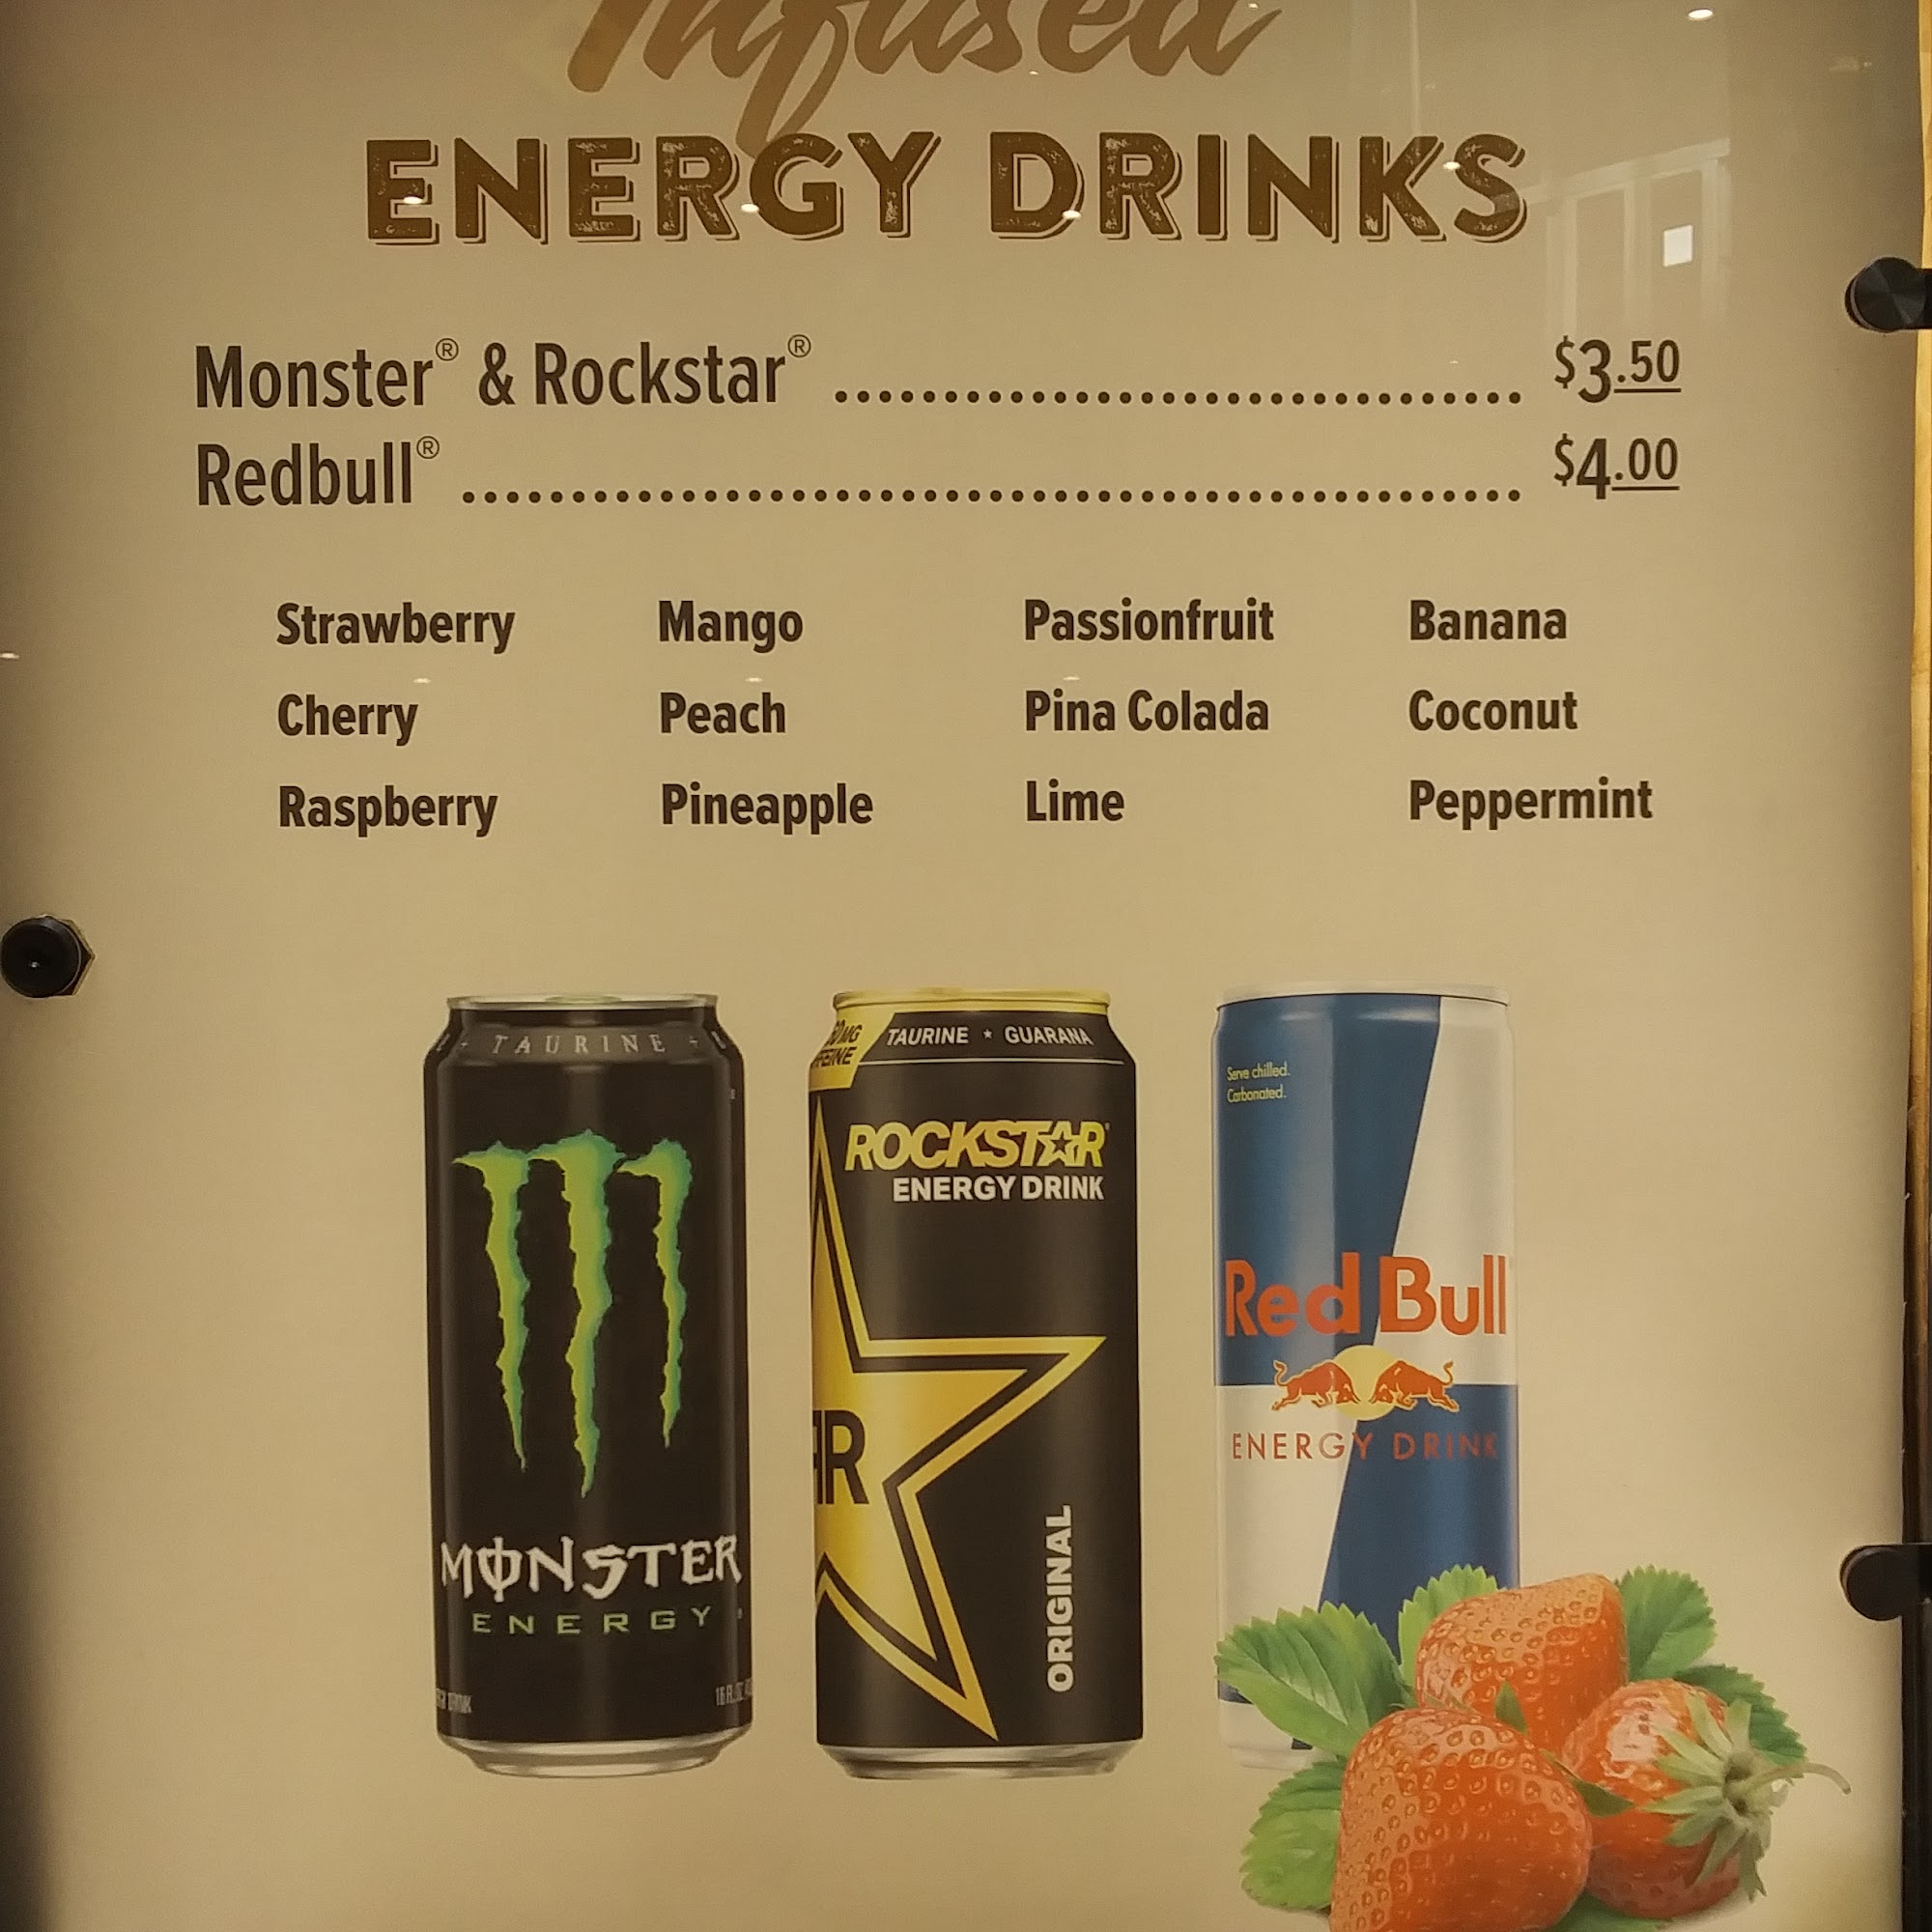 Infused
ENERGY DRINKS
Monster® & Rockstar® ................................ $3.50
Redbull® ................................................. $4.00
Strawberry Mango Passionfruit Banana
Cherry Peach Pina Colada Coconut
Raspberry Pineapple Lime Peppermint
TAURINE
MONSTER
ENERGY
DRINK
TAURINE ★ GUARANA
ROCKSTAR
ENERGY DRINK
ORIGINAL
Serve chilled.
Carbonated.
Red Bull
ENERGY DRINK